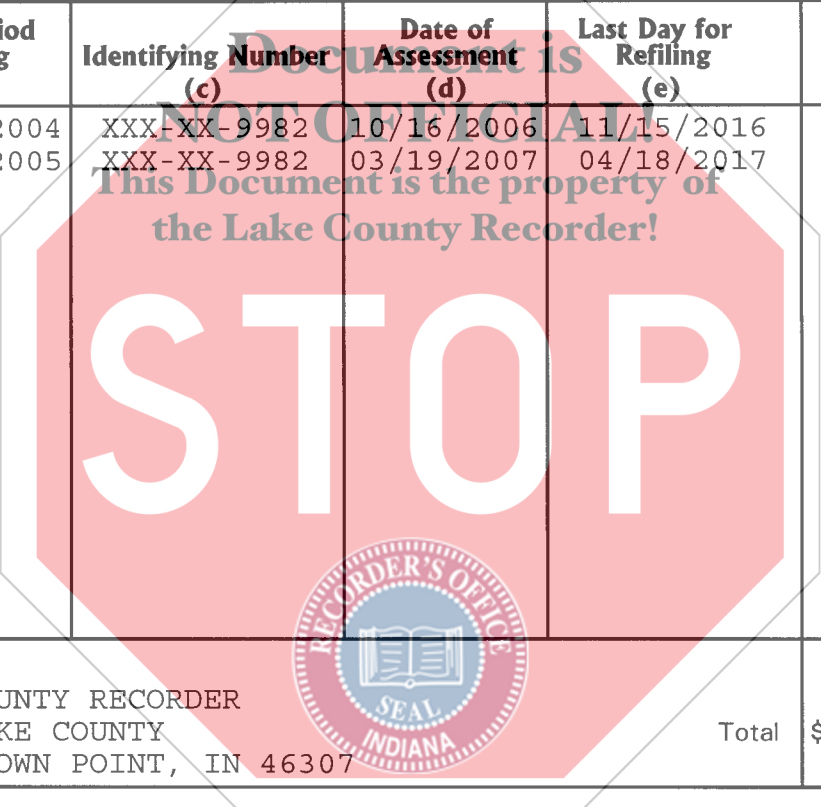 iod
g
Identifying Number
(c)
Date of
Assessment
(d)
Last Day for
Refiling
(e)
Document is
NOT OFFICIAL!
2004 XXX-XX-9982 10/16/2006 11/15/2016
2005 XXX-XX-9982 03/19/2007 04/18/2017
This Document is the property of
the Lake County Recorder!
STOP
RECORDER'S OFFICE
SEAL
INDIANA
UNTY RECORDER
KE COUNTY
OWN POINT, IN 46307
Total $